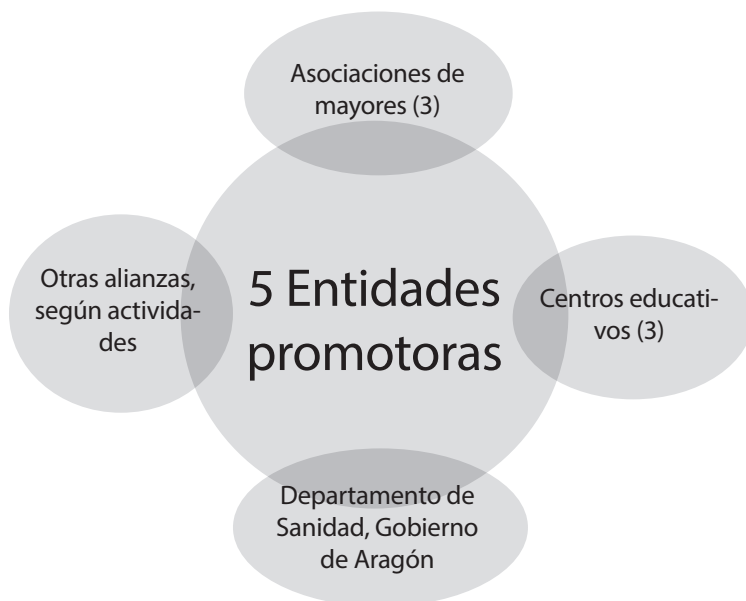 Asociaciones de
mayores (3)
Otras alianzas,
según activida-
des
5 Entidades
promotoras
Centros educati-
vos (3)
Departamento de
Sanidad, Gobierno
de Aragón